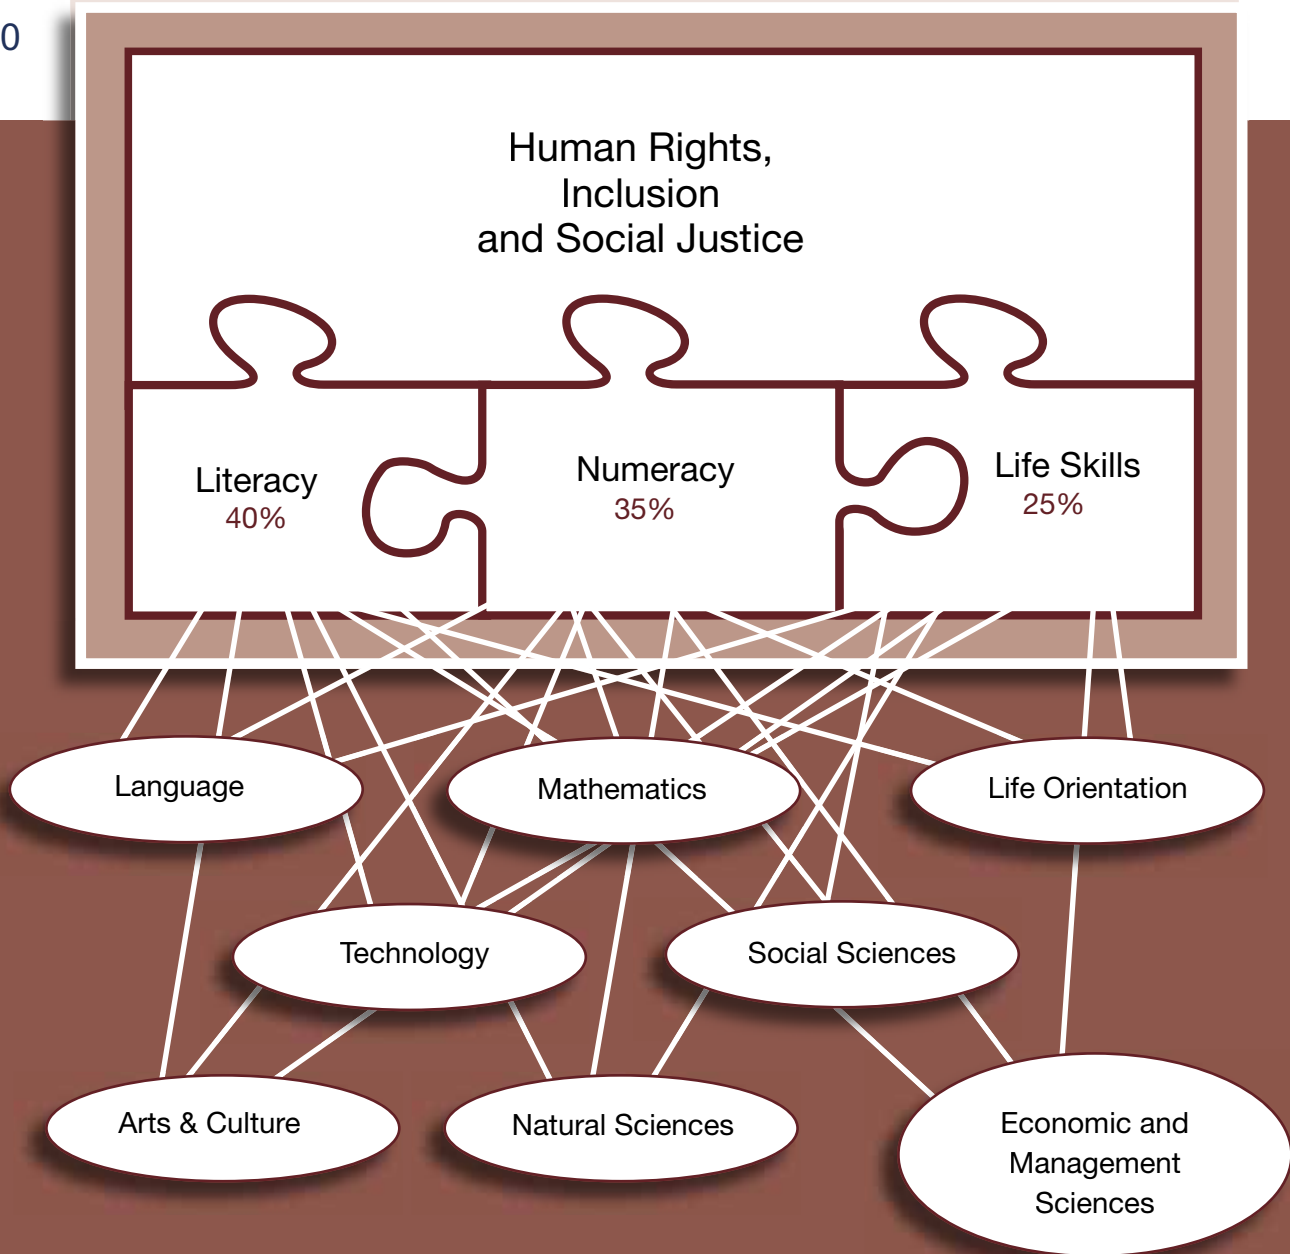 0
Human Rights,
Inclusion
and Social Justice
Literacy
40%
Numeracy
35%
Life Skills
25%
Language
Mathematics
Life Orientation
Technology
Social Sciences
Arts & Culture
Natural Sciences
Economic and
Management
Sciences